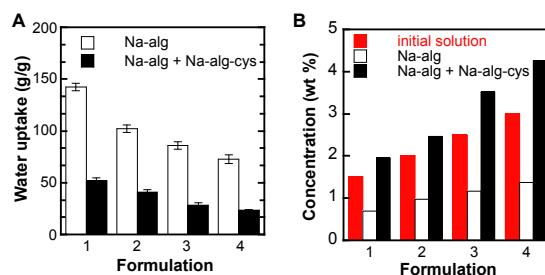 A
Water uptake (g/g)
200
150
100
50
0
Na-alg
Na-alg + Na-alg-cys
1 2 3 4
Formulation
B
Concentration (wt %)
5
4
3
2
1
0
initial solution
Na-alg
Na-alg + Na-alg-cys
1 2 3 4
Formulation